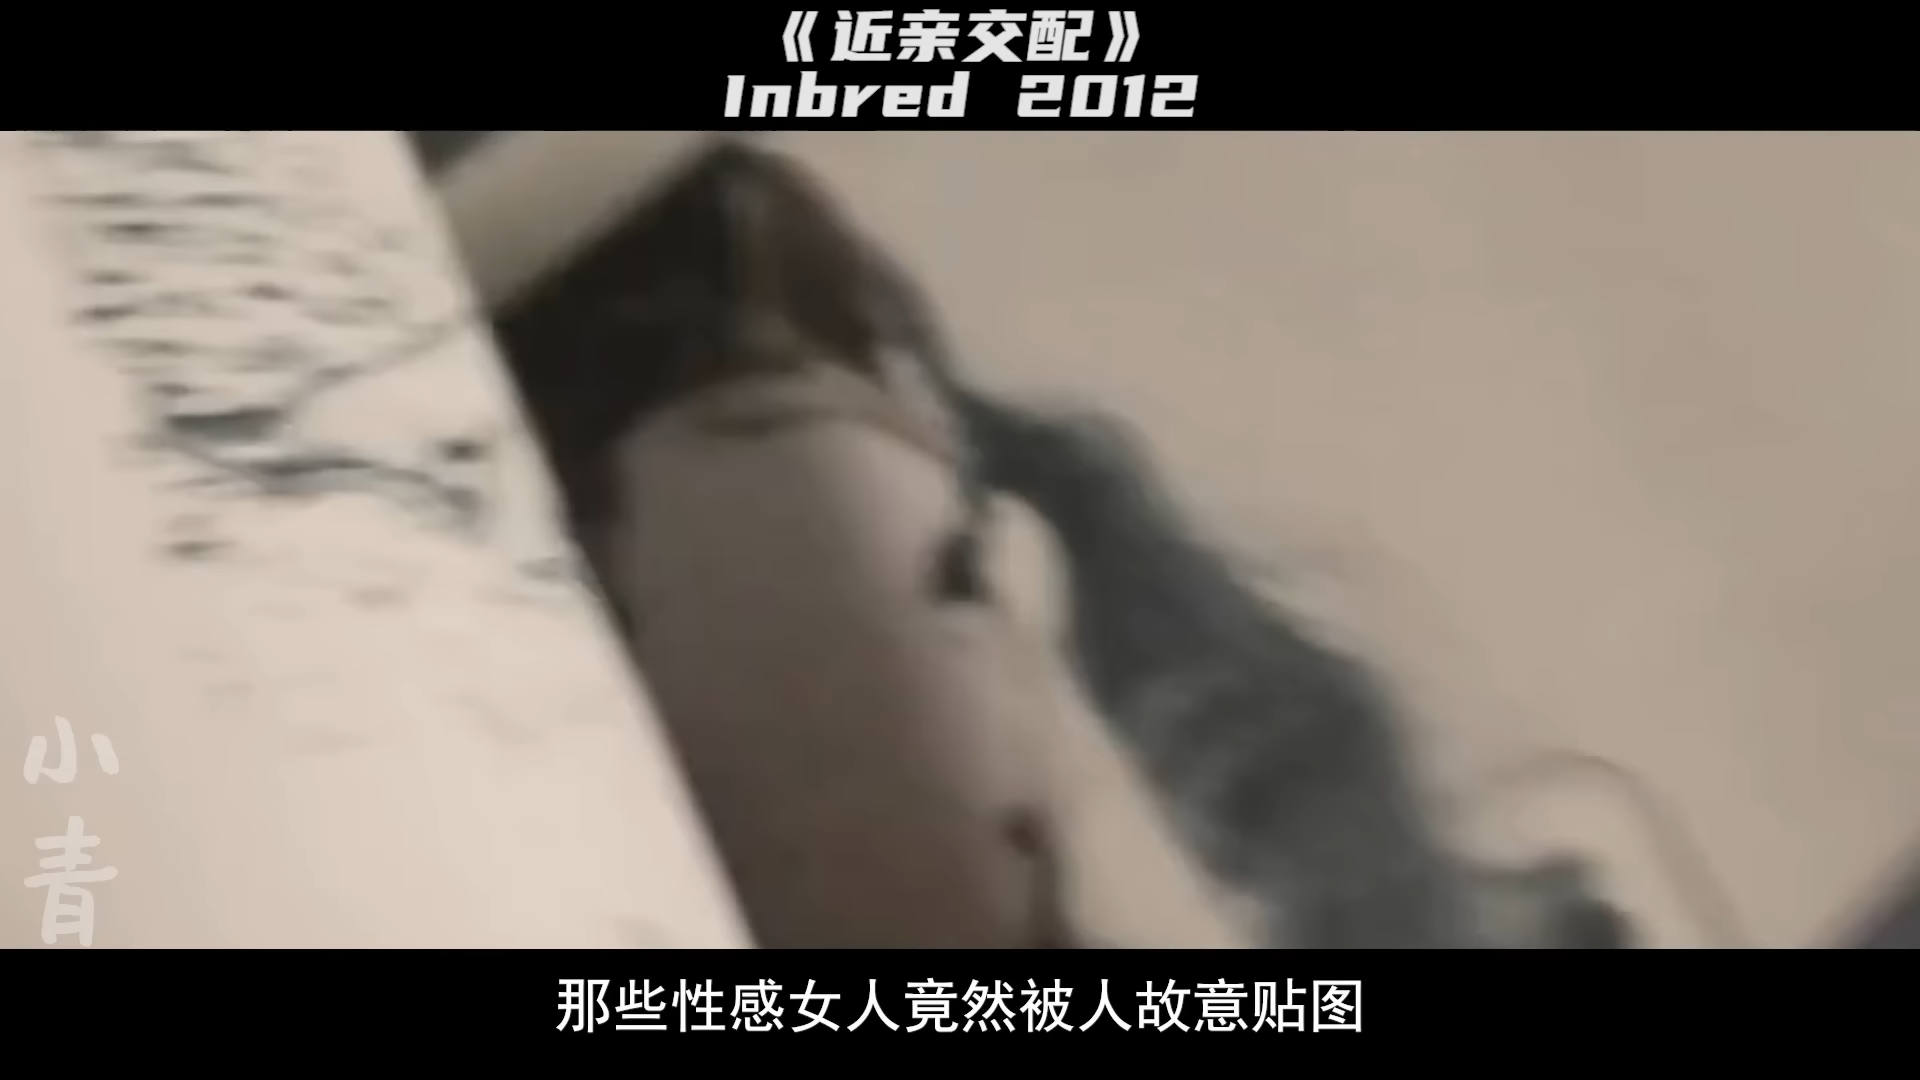 《近亲交配》
Inbred 2012
小
青
那些性感女人竟然被人故意贴图